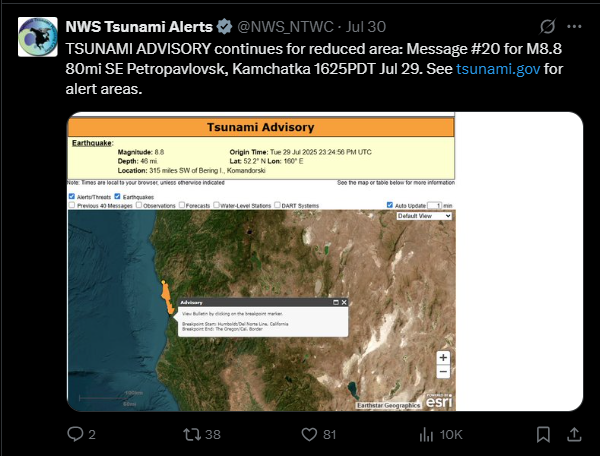 NWS Tsunami Alerts @NWS_NTWC · Jul 30
TSUNAMI ADVISORY continues for reduced area: Message #20 for M8.8
80mi SE Petropavlovsk, Kamchatka 1625PDT Jul 29. See tsunami.gov for
alert areas.
Tsunami Advisory
Earthquake:
Magnitude: 8.8 Origin Time: Tue 29 Jul 2025 23:24:56 PM UTC
Depth: 46 mi. Lat: 52.2° N Lon: 160° E
Location: 315 miles SW of Bering I., Komandorski
Note: Times are local to your browser, unless otherwise indicated See the map or table below for more information
Alerts/Threats Earthquakes
Previous 40 Messages Observations Forecasts Water-Level Stations DART Systems Auto Update 1 min
Default View
Advisory
View Bulletin by clicking on the breakpoint marker.
Breakpoint Start: Humboldt/Del Norte Line, California
Breakpoint End: The Oregon/Cal. Border
+
−
POWERED BY
esri
Earthstar Geographics
2 38 81 10K